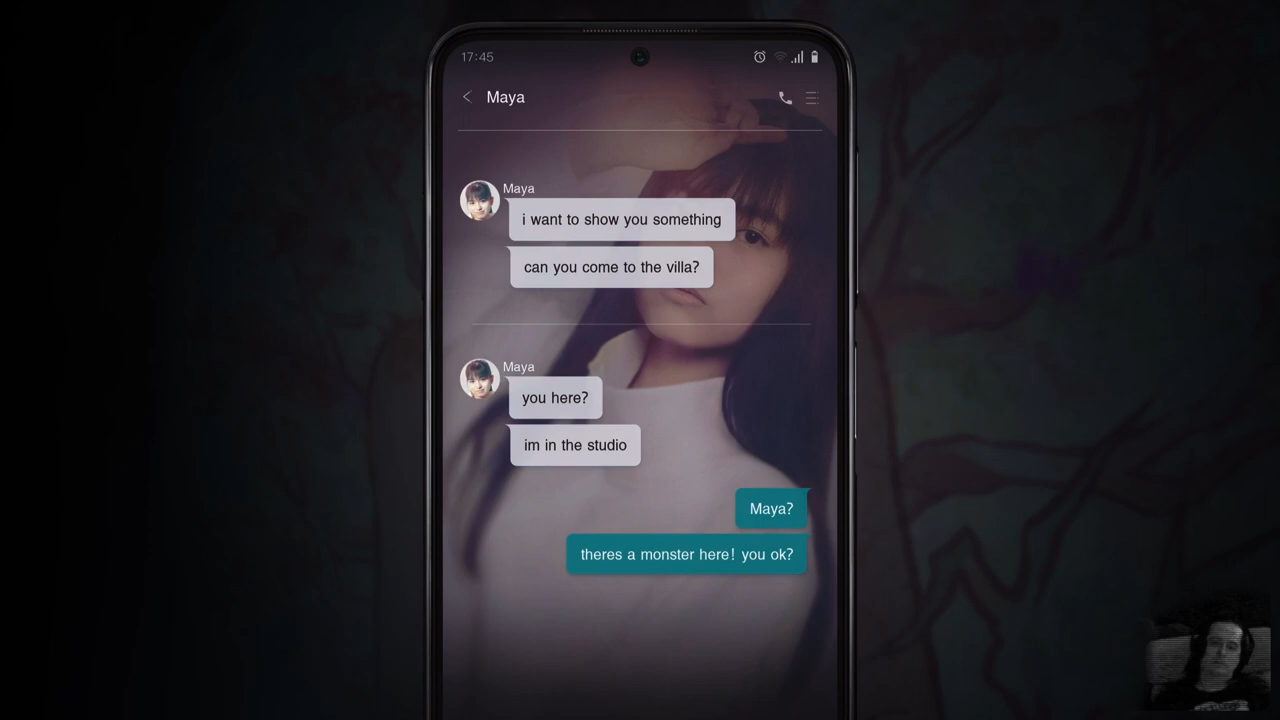 17:45
Maya
Maya
i want to show you something
can you come to the villa?
Maya
you here?
im in the studio
Maya?
theres a monster here! you ok?